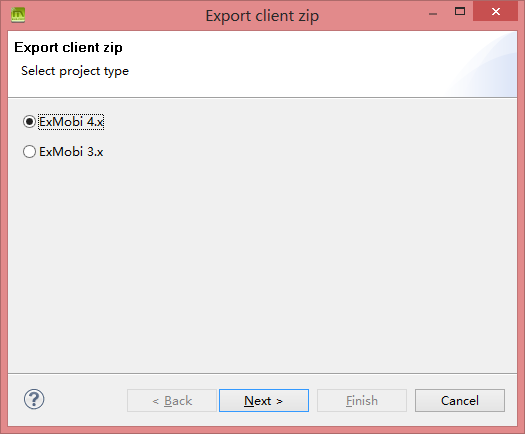 Export client zip
Export client zip
Select project type
ExMobi 4.x
ExMobi 3.x
? < Back Next > Finish Cancel